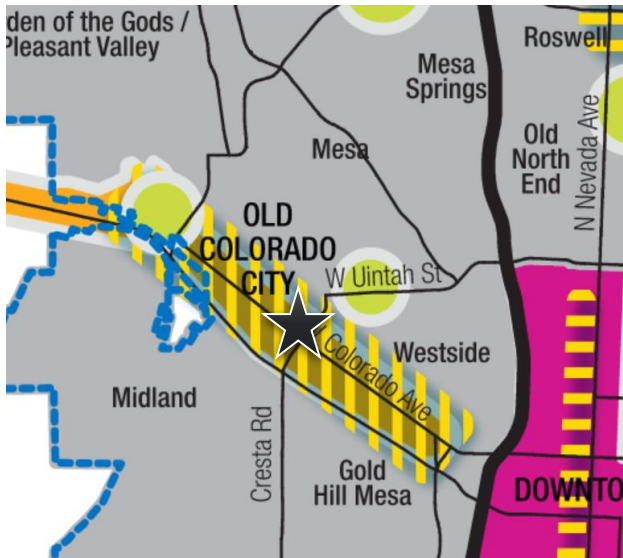 den of the Gods /
Pleasant Valley
Roswell
Mesa
Springs
Mesa
Old
North
End
N Nevada Ave
OLD
COLORADO
CITY
W Uintah St
Colorado Ave
Westside
Midland
Cresta Rd
Gold
Hill Mesa
DOWNTO